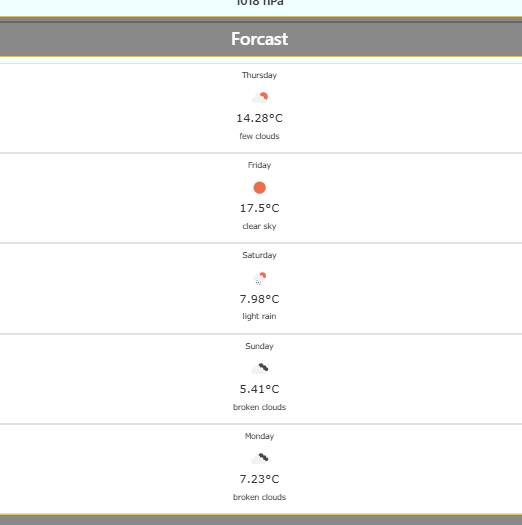 1018 hPa
Forcast
Thursday
14.28°C
few clouds
Friday
17.5°C
clear sky
Saturday
7.98°C
light rain
Sunday
5.41°C
broken clouds
Monday
7.23°C
broken clouds